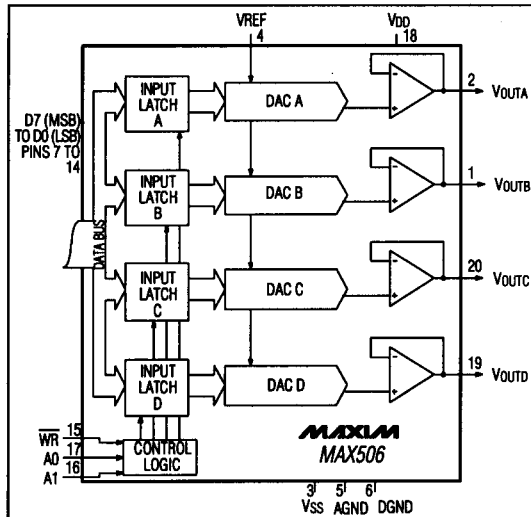 VREF
4
VDD
18
INPUT
LATCH
A
DAC A
2
VOUTA
D7 (MSB)
TO D0 (LSB)
PINS 7 TO
14
INPUT
LATCH
B
DAC B
1
VOUTB
DATA BUS
INPUT
LATCH
C
DAC C
20
VOUTC
INPUT
LATCH
D
DAC D
19
VOUTD
WR 15
A0 17
A1 16
CONTROL
LOGIC
MAXIM
MAX506
3 5 6
VSS AGND DGND